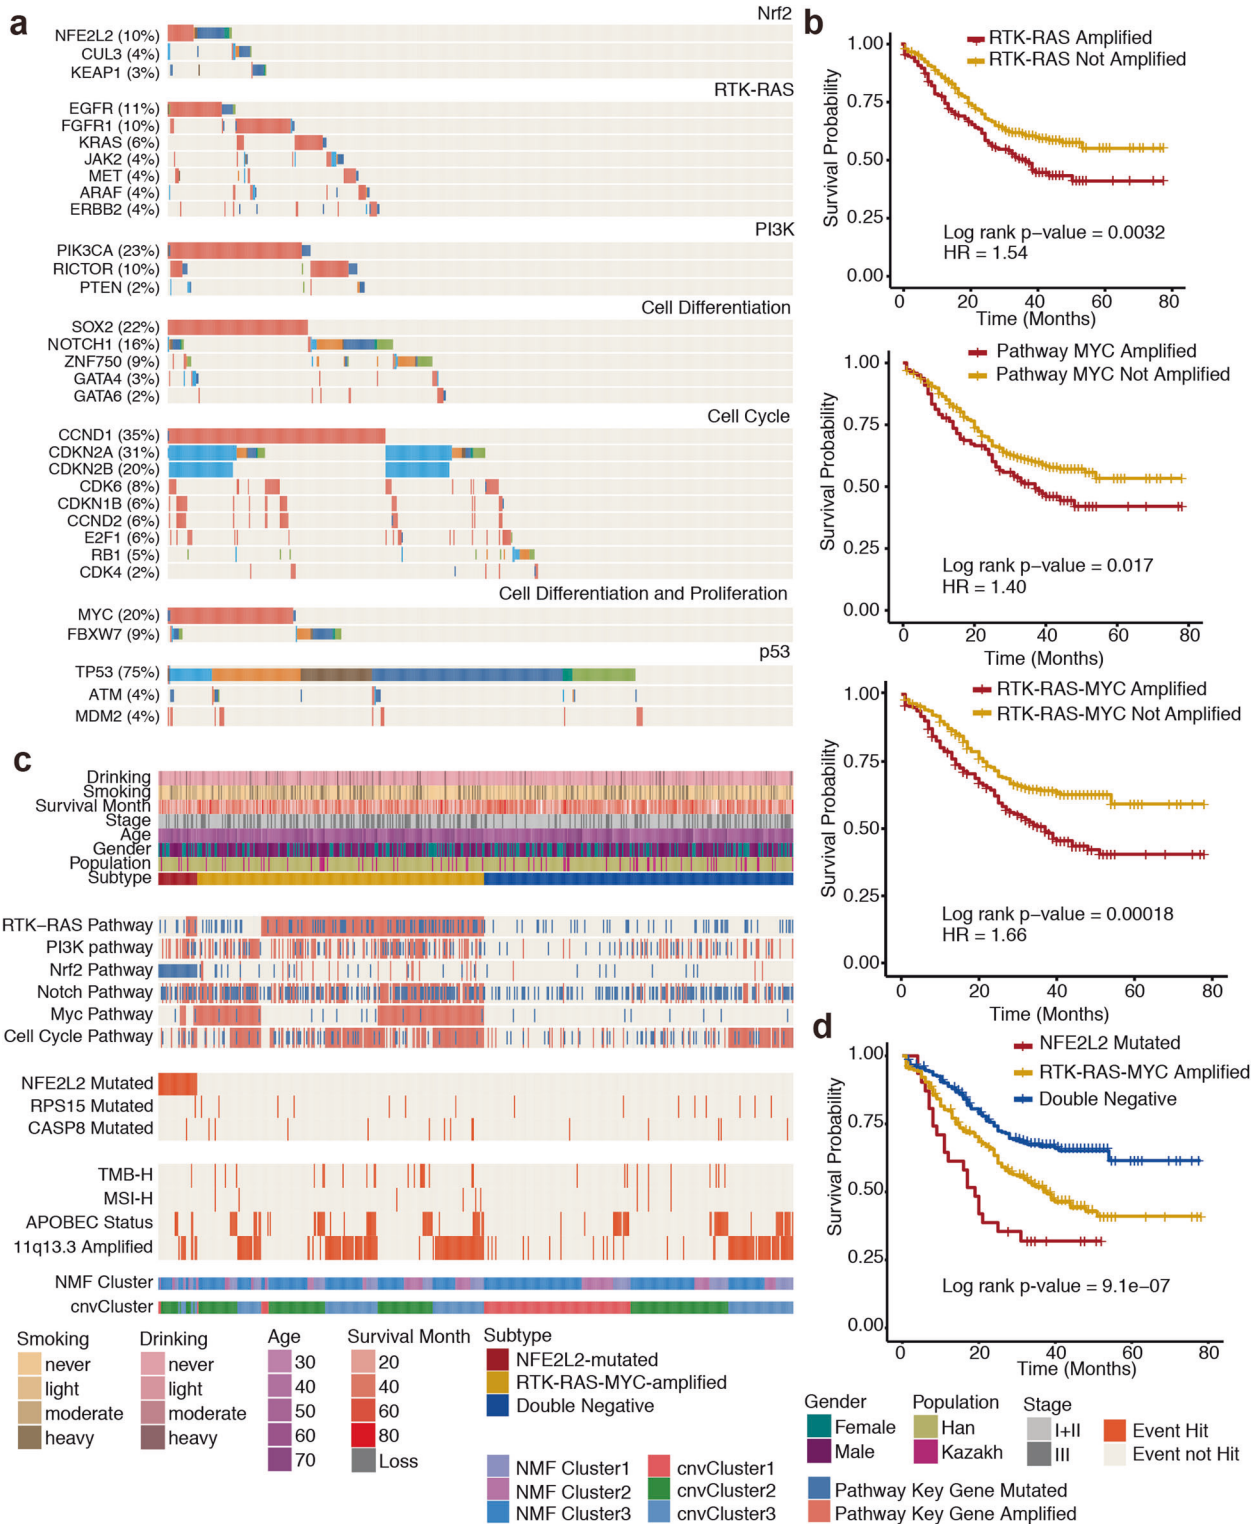 a
Nrf2
NFE2L2 (10%)
CUL3 (4%)
KEAP1 (3%)
RTK-RAS
EGFR (11%)
FGFR1 (10%)
KRAS (6%)
JAK2 (4%)
MET (4%)
ARAF (4%)
ERBB2 (4%)
PI3K
PIK3CA (23%)
RICTOR (10%)
PTEN (2%)
Cell Differentiation
SOX2 (22%)
NOTCH1 (16%)
ZNF750 (9%)
GATA4 (3%)
GATA6 (2%)
Cell Cycle
CCND1 (35%)
CDKN2A (31%)
CDKN2B (20%)
CDK6 (8%)
CDKN1B (6%)
CCND2 (6%)
E2F1 (6%)
RB1 (5%)
CDK4 (2%)
Cell Differentiation and Proliferation
MYC (20%)
FBXW7 (9%)
p53
TP53 (75%)
ATM (4%)
MDM2 (4%)
b
RTK-RAS Amplified
RTK-RAS Not Amplified
Survival Probability
1.00
0.75
0.50
0.25
0.00
Log rank p-value = 0.0032
HR = 1.54
0 20 40 60 80
Time (Months)
Pathway MYC Amplified
Pathway MYC Not Amplified
Survival Probability
1.00
0.75
0.50
0.25
0.00
Log rank p-value = 0.017
HR = 1.40
0 20 40 60 80
Time (Months)
RTK-RAS-MYC Amplified
RTK-RAS-MYC Not Amplified
Survival Probability
1.00
0.75
0.50
0.25
0.00
Log rank p-value = 0.00018
HR = 1.66
0 20 40 60 80
Time (Months)
c
Drinking
Smoking
Survival Month
Stage
Age
Gender
Population
Subtype
RTK-RAS Pathway
PI3K pathway
Nrf2 Pathway
Notch Pathway
Myc Pathway
Cell Cycle Pathway
NFE2L2 Mutated
RPS15 Mutated
CASP8 Mutated
TMB-H
MSI-H
APOBEC Status
11q13.3 Amplified
NMF Cluster
cnvCluster
d
NFE2L2 Mutated
RTK-RAS-MYC Amplified
Double Negative
Survival Probability
1.00
0.75
0.50
0.25
0.00
Log rank p-value = 9.1e-07
0 20 40 60 80
Time (Months)
Smoking
never
light
moderate
heavy
Drinking
never
light
moderate
heavy
Age
30
40
50
60
70
Survival Month
20
40
60
80
Loss
Subtype
NFE2L2-mutated
RTK-RAS-MYC-amplified
Double Negative
NMF Cluster1
NMF Cluster2
NMF Cluster3
cnvCluster1
cnvCluster2
cnvCluster3
Gender
Female
Male
Population
Han
Kazakh
Stage
I+II
III
Event Hit
Event not Hit
Pathway Key Gene Mutated
Pathway Key Gene Amplified